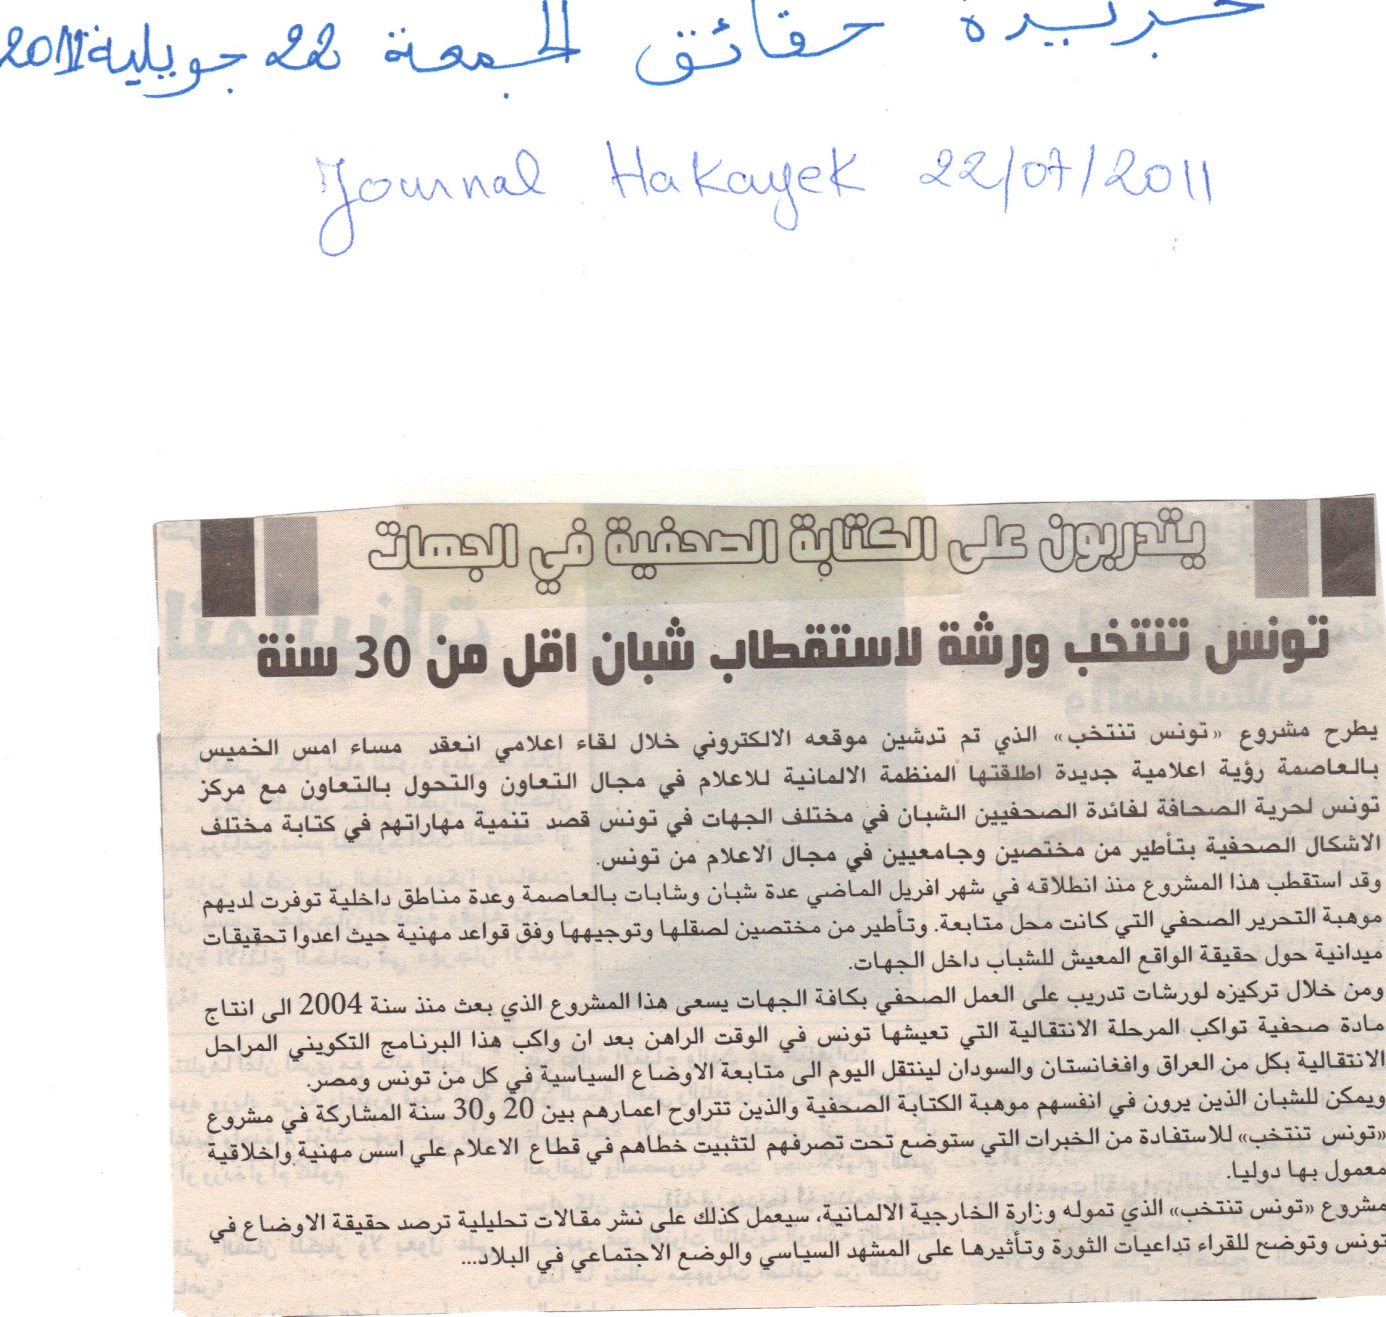 جريدة حقائق الجمعة 22 جويلية 2011
Journal Hakayek 22/07/2011
يتدربون على الكتابة الصحفية في الجهات
تونس تنتخب ورشة لاستقطاب شبان اقل من 30 سنة
يطرح مشروع «تونس تنتخب» الذي تم تدشين موقعه الالكتروني خلال لقاء اعلامي انعقد مساء امس الخميس
بالعاصمة رؤية اعلامية جديدة اطلقتها المنظمة الالمانية للاعلام في مجال التعاون والتحول بالتعاون مع مركز
تونس لحرية الصحافة لفائدة الصحفيين الشبان في مختلف الجهات في تونس قصد تنمية مهاراتهم في كتابة مختلف
الاشكال الصحفية بتأطير من مختصين وجامعيين في مجال الاعلام من تونس.
وقد استقطب هذا المشروع منذ انطلاقه في شهر افريل الماضي عدة شبان وشابات بالعاصمة وعدة مناطق داخلية توفرت لديهم
موهبة التحرير الصحفي التي كانت محل متابعة. وتأطير من مختصين لصقلها وتوجيهها وفق قواعد مهنية حيث اعدوا تحقيقات
ميدانية حول حقيقة الواقع المعيش للشباب داخل الجهات.
ومن خلال تركيزه لورشات تدريب على العمل الصحفي بكافة الجهات يسعى هذا المشروع الذي بعث منذ سنة 2004 الى انتاج
مادة صحفية تواكب المرحلة الانتقالية التي تعيشها تونس في الوقت الراهن بعد ان واكب هذا البرنامج التكويني المراحل
الانتقالية بكل من العراق وافغانستان والسودان لينتقل اليوم الى متابعة الاوضاع السياسية في كل من تونس ومصر.
ويمكن للشبان الذين يرون في انفسهم موهبة الكتابة الصحفية والذين تتراوح اعمارهم بين 20 و30 سنة المشاركة في مشروع
«تونس تنتخب» للاستفادة من الخبرات التي ستوضع تحت تصرفهم لتثبيت خطاهم في قطاع الاعلام علي اسس مهنية واخلاقية
معمول بها دوليا.
مشروع «تونس تنتخب» الذي تموله وزارة الخارجية الالمانية، سيعمل كذلك على نشر مقالات تحليلية ترصد حقيقة الاوضاع في
تونس وتوضح للقراء تداعيات الثورة وتأثيرها على المشهد السياسي والوضع الاجتماعي في البلاد...